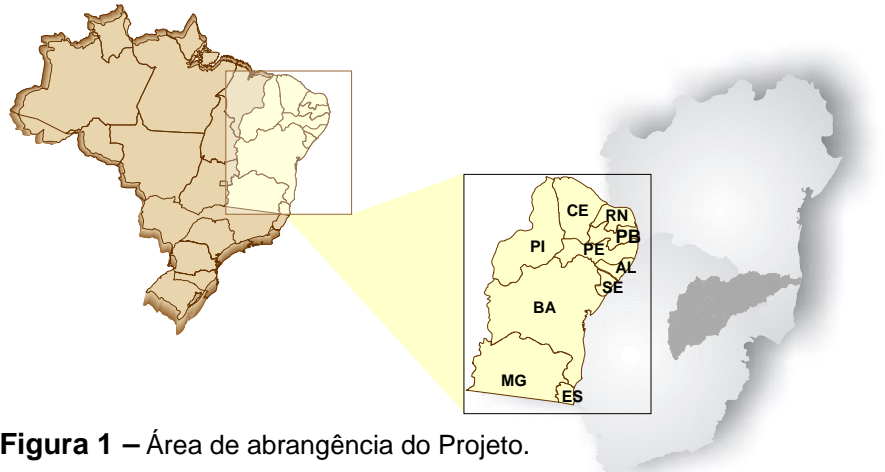 CE
RN
PI
PE
PB
AL
SE
BA
MG
ES
Figura 1 – Área de abrangência do Projeto.